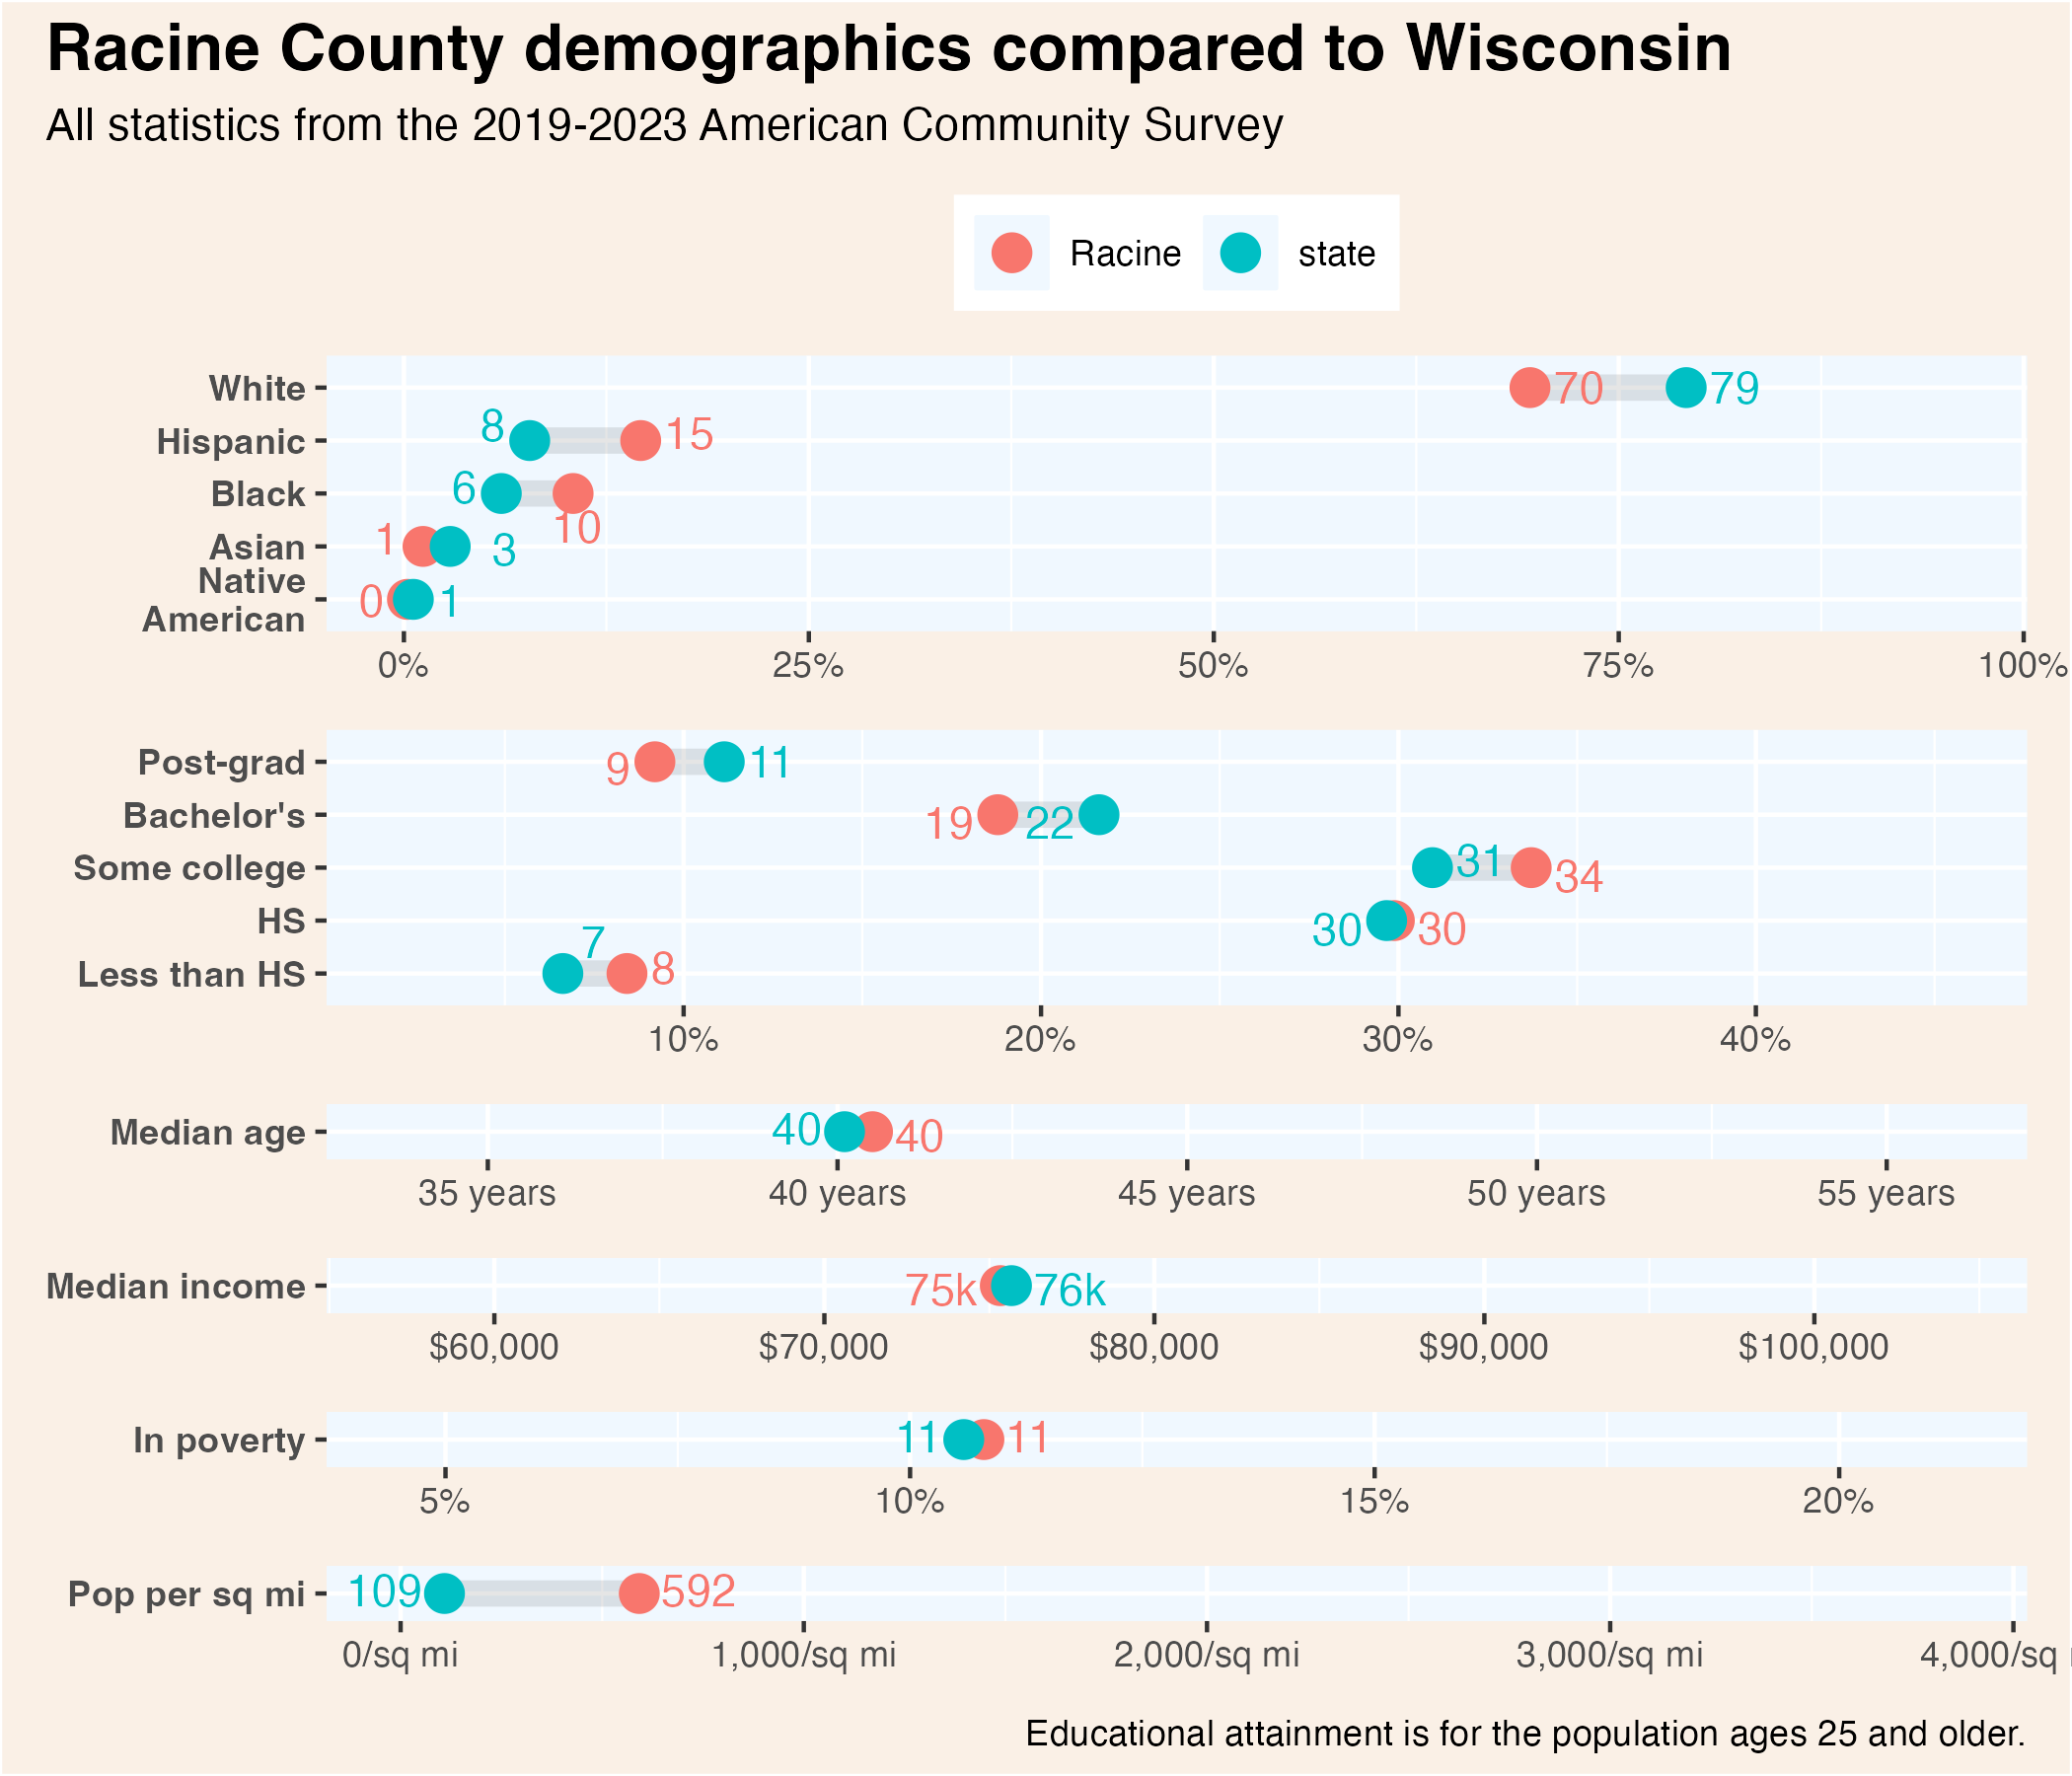 Racine County demographics compared to Wisconsin
All statistics from the 2019-2023 American Community Survey
Racine state
White 70 79
Hispanic 8 15
Black 6 10
Asian 1 3
Native
American 0 1
0% 25% 50% 75% 100%
Post-grad 9 11
Bachelor's 19 22
Some college 31 34
HS 30 30
Less than HS 7 8
10% 20% 30% 40%
Median age 40 40
35 years 40 years 45 years 50 years 55 years
Median income 75k 76k
$60,000 $70,000 $80,000 $90,000 $100,000
In poverty 11 11
5% 10% 15% 20%
Pop per sq mi 109 592
0/sq mi 1,000/sq mi 2,000/sq mi 3,000/sq mi 4,000/sq
Educational attainment is for the population ages 25 and older.